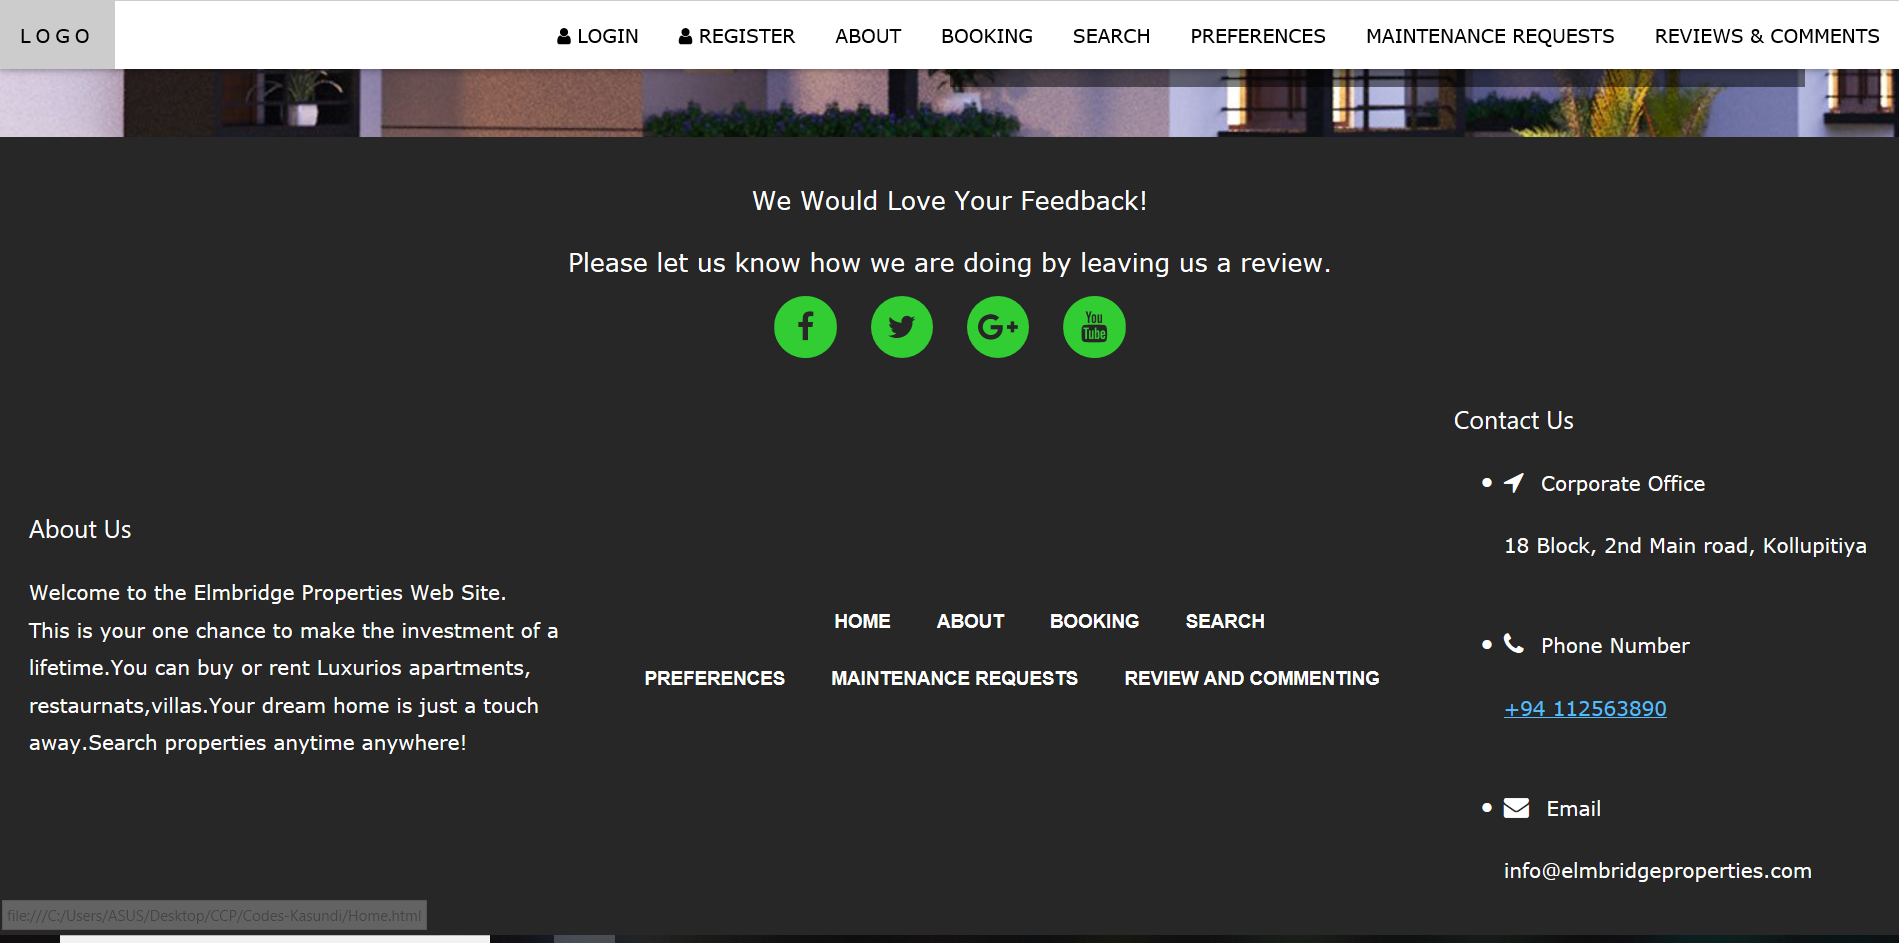 LOGO
LOGIN
REGISTER
ABOUT
BOOKING
SEARCH
PREFERENCES
MAINTENANCE REQUESTS
REVIEWS & COMMENTS
We Would Love Your Feedback!
Please let us know how we are doing by leaving us a review.
You
Tube
About Us
Welcome to the Elmbridge Properties Web Site.
This is your one chance to make the investment of a
lifetime.You can buy or rent Luxurios apartments,
restaurnats,villas.Your dream home is just a touch
away.Search properties anytime anywhere!
HOME ABOUT BOOKING SEARCH
PREFERENCES MAINTENANCE REQUESTS REVIEW AND COMMENTING
Contact Us
Corporate Office
18 Block, 2nd Main road, Kollupitiya
Phone Number
+94 112563890
Email
info@elmbridgeproperties.com
file:///C:/Users/ASUS/Desktop/CCP/Codes-Kasundi/Home.html